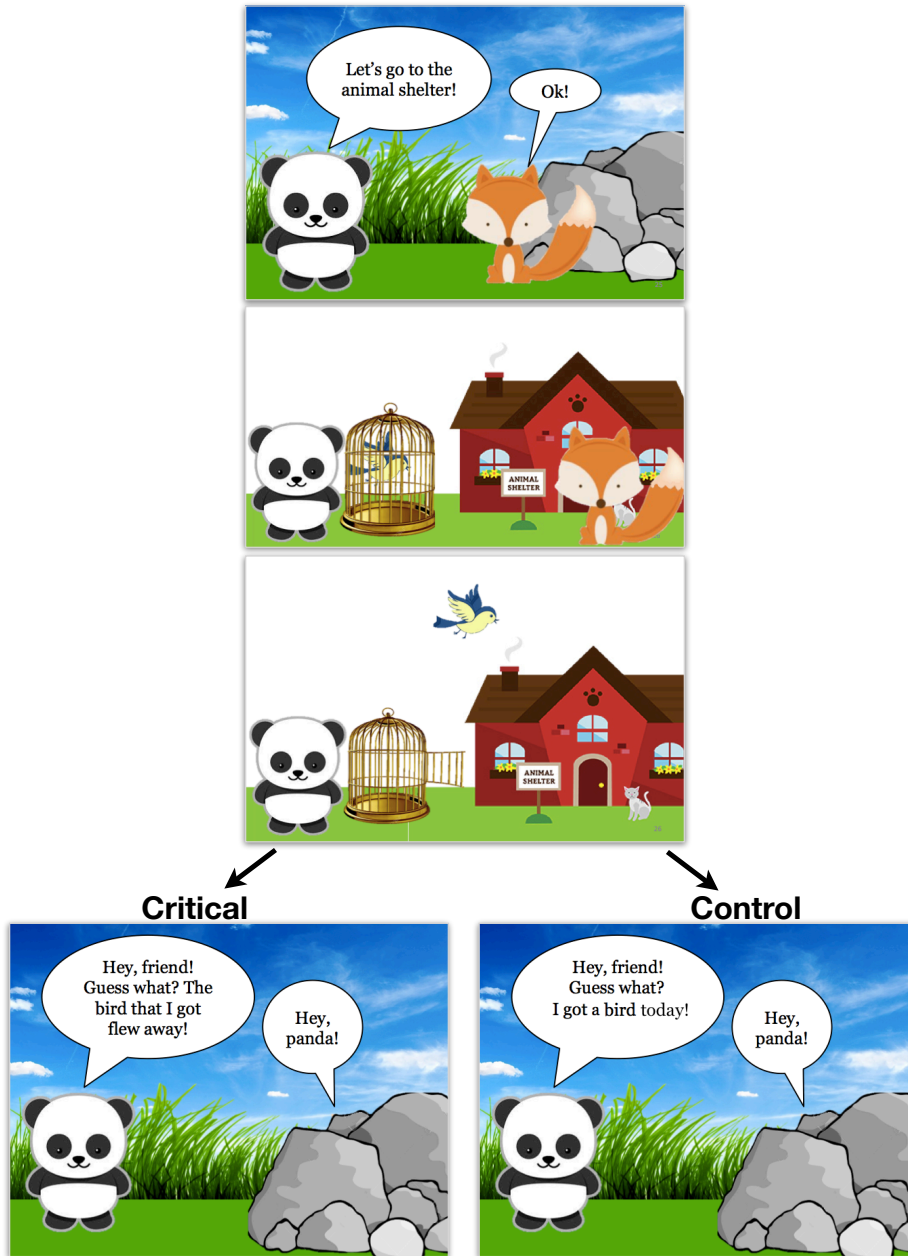 Let's go to the
animal shelter!
Ok!
ANIMAL
SHELTER
ANIMAL
SHELTER
28
Critical
Control
Hey, friend!
Guess what? The
bird that I got
flew away!
Hey,
panda!
Hey, friend!
Guess what?
I got a bird today!
Hey,
panda!